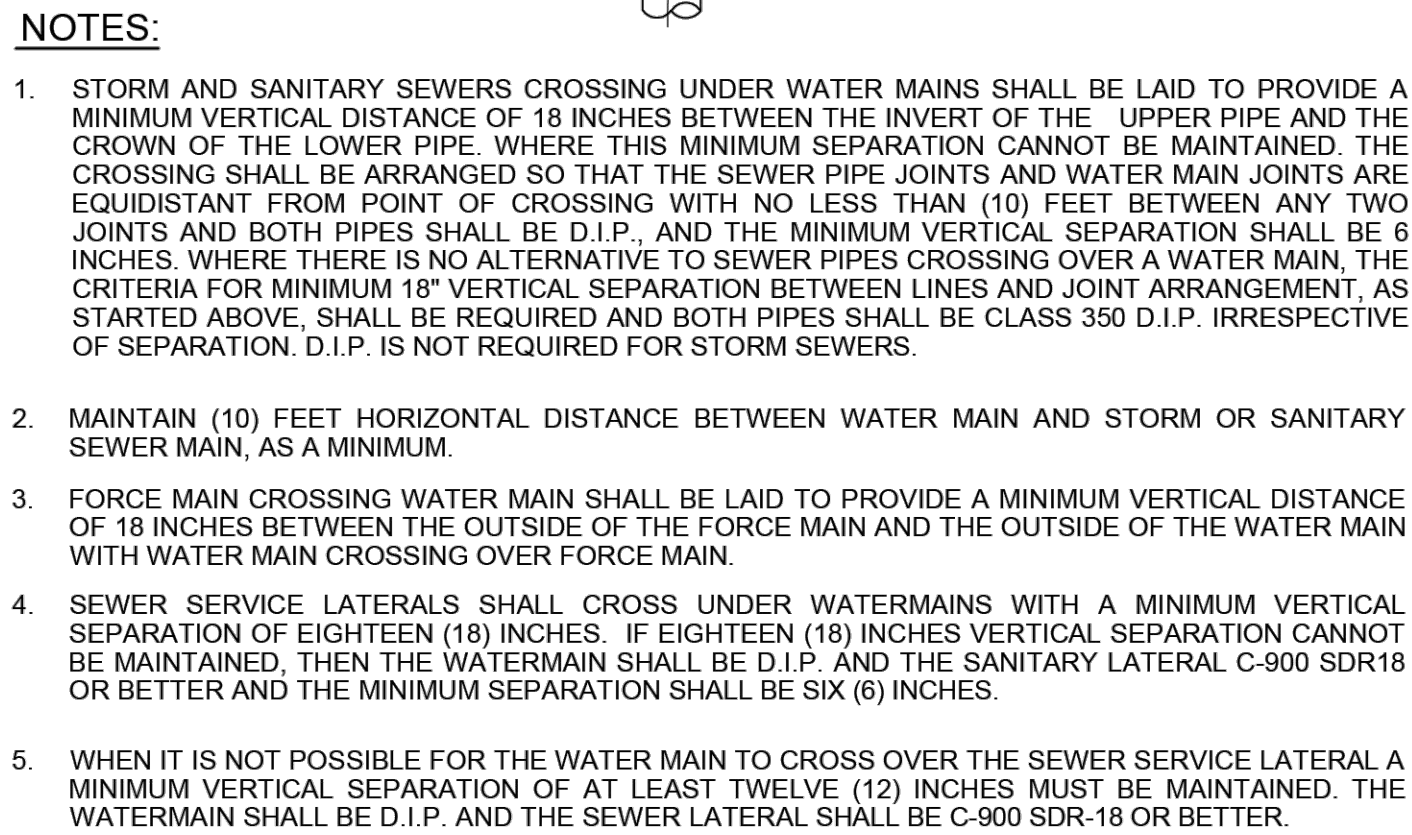 NOTES:
1. STORM AND SANITARY SEWERS CROSSING UNDER WATER MAINS SHALL BE LAID TO PROVIDE A
MINIMUM VERTICAL DISTANCE OF 18 INCHES BETWEEN THE INVERT OF THE UPPER PIPE AND THE
CROWN OF THE LOWER PIPE. WHERE THIS MINIMUM SEPARATION CANNOT BE MAINTAINED. THE
CROSSING SHALL BE ARRANGED SO THAT THE SEWER PIPE JOINTS AND WATER MAIN JOINTS ARE
EQUIDISTANT FROM POINT OF CROSSING WITH NO LESS THAN (10) FEET BETWEEN ANY TWO
JOINTS AND BOTH PIPES SHALL BE D.I.P., AND THE MINIMUM VERTICAL SEPARATION SHALL BE 6
INCHES. WHERE THERE IS NO ALTERNATIVE TO SEWER PIPES CROSSING OVER A WATER MAIN, THE
CRITERIA FOR MINIMUM 18" VERTICAL SEPARATION BETWEEN LINES AND JOINT ARRANGEMENT, AS
STARTED ABOVE, SHALL BE REQUIRED AND BOTH PIPES SHALL BE CLASS 350 D.I.P. IRRESPECTIVE
OF SEPARATION. D.I.P. IS NOT REQUIRED FOR STORM SEWERS.
2. MAINTAIN (10) FEET HORIZONTAL DISTANCE BETWEEN WATER MAIN AND STORM OR SANITARY
SEWER MAIN, AS A MINIMUM.
3. FORCE MAIN CROSSING WATER MAIN SHALL BE LAID TO PROVIDE A MINIMUM VERTICAL DISTANCE
OF 18 INCHES BETWEEN THE OUTSIDE OF THE FORCE MAIN AND THE OUTSIDE OF THE WATER MAIN
WITH WATER MAIN CROSSING OVER FORCE MAIN.
4. SEWER SERVICE LATERALS SHALL CROSS UNDER WATERMAINS WITH A MINIMUM VERTICAL
SEPARATION OF EIGHTEEN (18) INCHES. IF EIGHTEEN (18) INCHES VERTICAL SEPARATION CANNOT
BE MAINTAINED, THEN THE WATERMAIN SHALL BE D.I.P. AND THE SANITARY LATERAL C-900 SDR18
OR BETTER AND THE MINIMUM SEPARATION SHALL BE SIX (6) INCHES.
5. WHEN IT IS NOT POSSIBLE FOR THE WATER MAIN TO CROSS OVER THE SEWER SERVICE LATERAL A
MINIMUM VERTICAL SEPARATION OF AT LEAST TWELVE (12) INCHES MUST BE MAINTAINED. THE
WATERMAIN SHALL BE D.I.P. AND THE SEWER LATERAL SHALL BE C-900 SDR-18 OR BETTER.